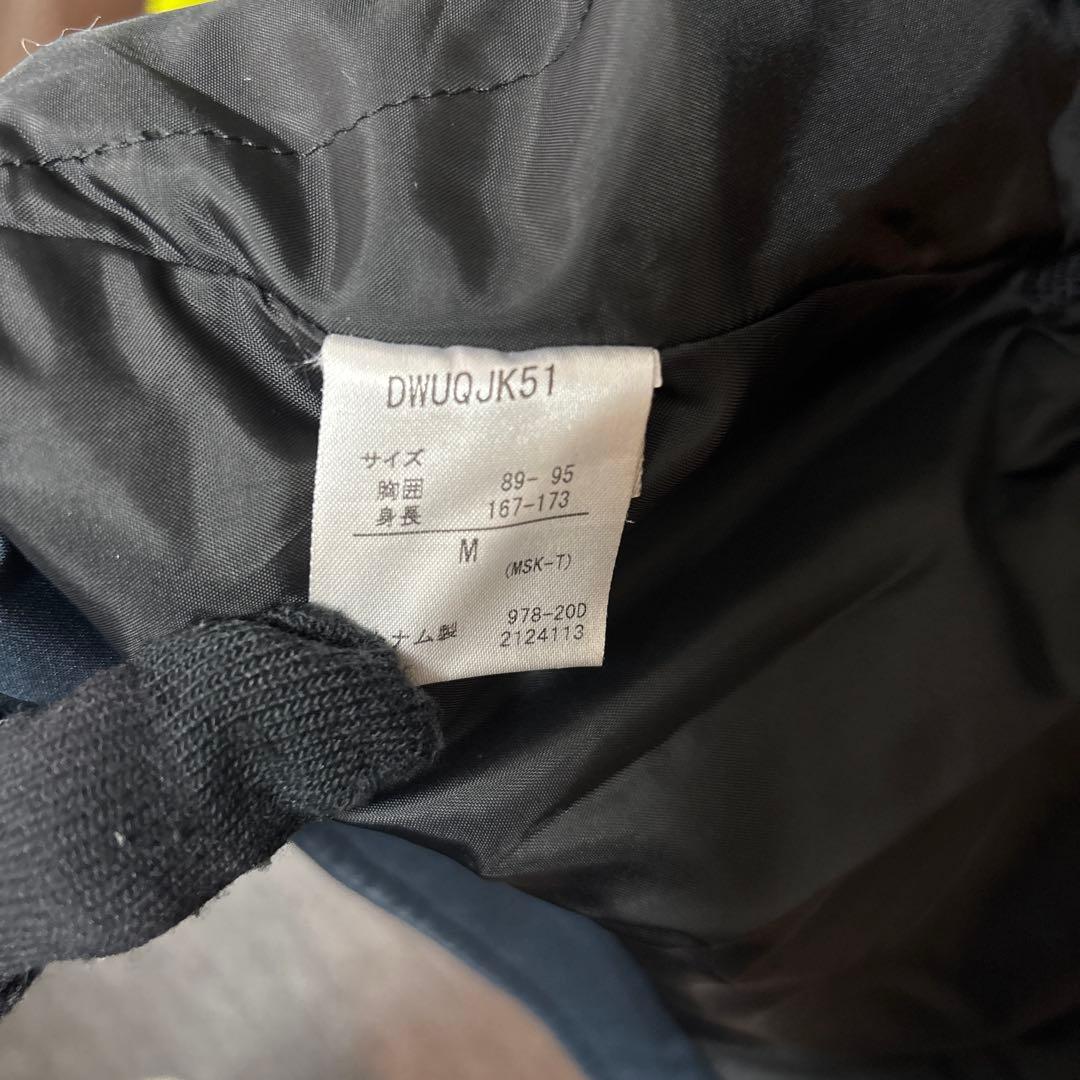 DWUQJK51
サイズ
胸囲 89- 95
身長 167-173
M
(MSK-T)
978-20D
ナム製 2124113